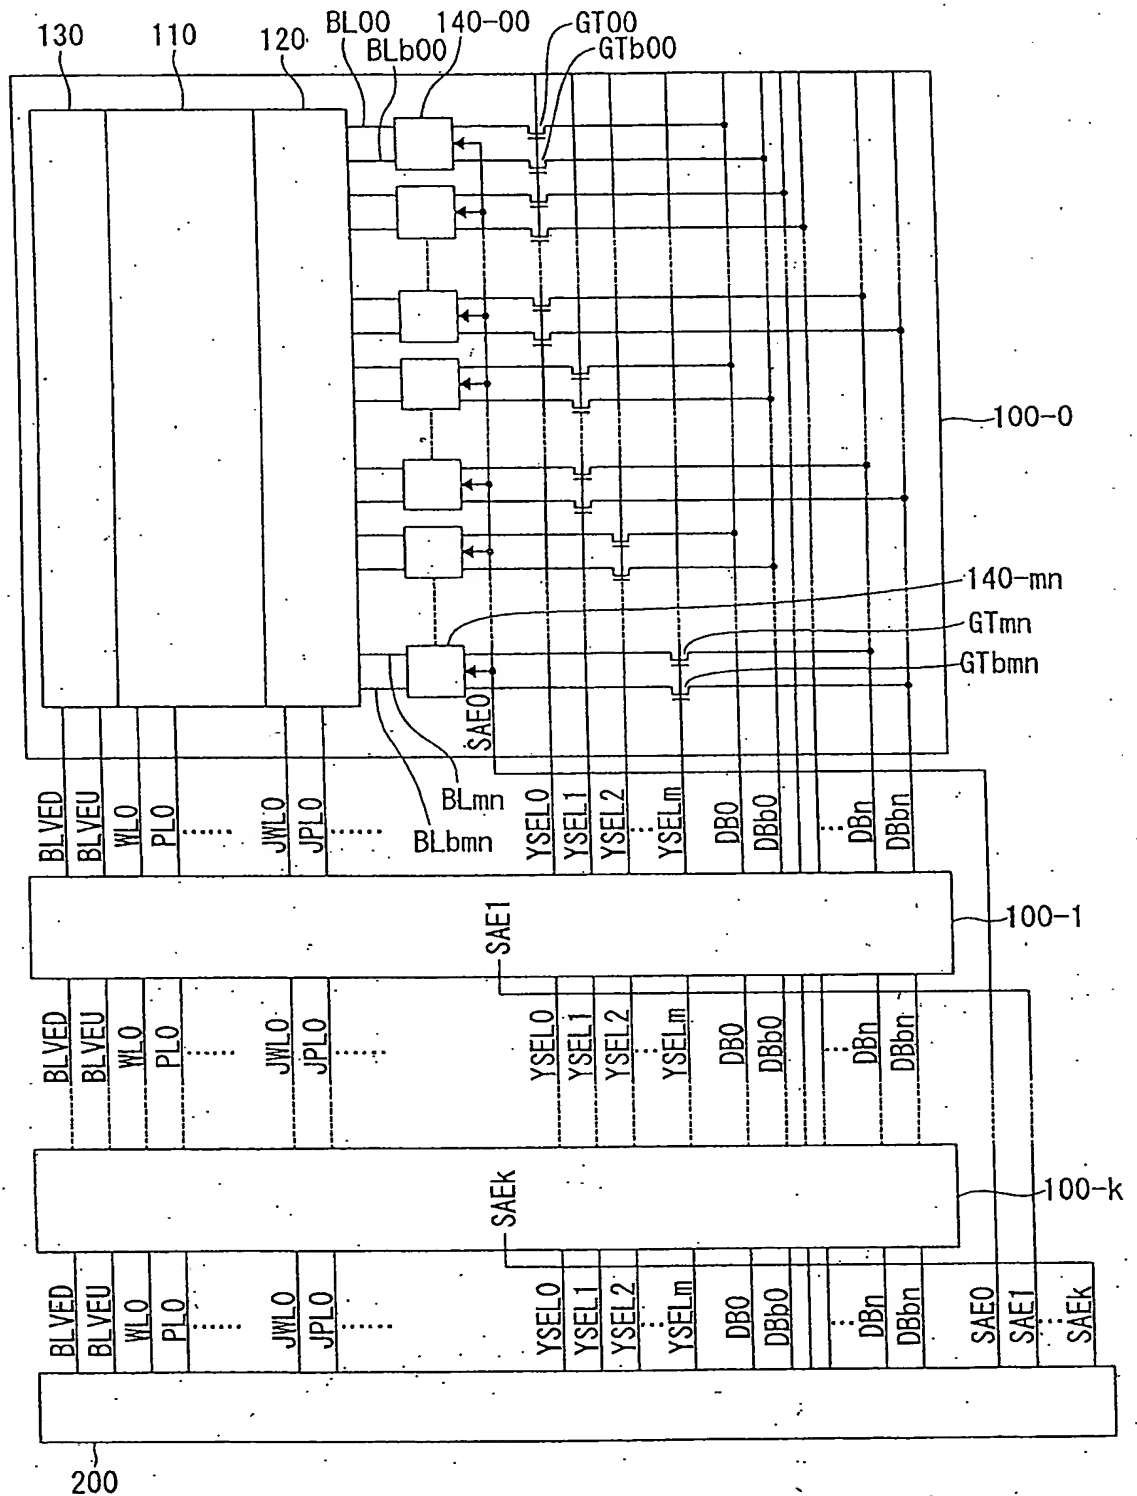 130
110
120
BL00
BLb00
140-00
GT00
GTb00
100-0
140-mn
GTmn
GTbmn
SAE0
BLmn
BLbmn
BLVED
BLVEU
WL0
PL0
JWL0
JPL0
YSEL0
YSEL1
YSEL2
YSELm
DB0
DBb0
DBn
DBbn
SAE1
100-1
BLVED
BLVEU
WL0
PL0
JWL0
JPL0
YSEL0
YSEL1
YSEL2
YSELm
DB0
DBb0
DBn
DBbn
SAEk
100-k
BLVED
BLVEU
WL0
PL0
JWL0
JPL0
YSEL0
YSEL1
YSEL2
YSELm
DB0
DBb0
DBn
DBbn
SAE0
SAE1
SAEk
200